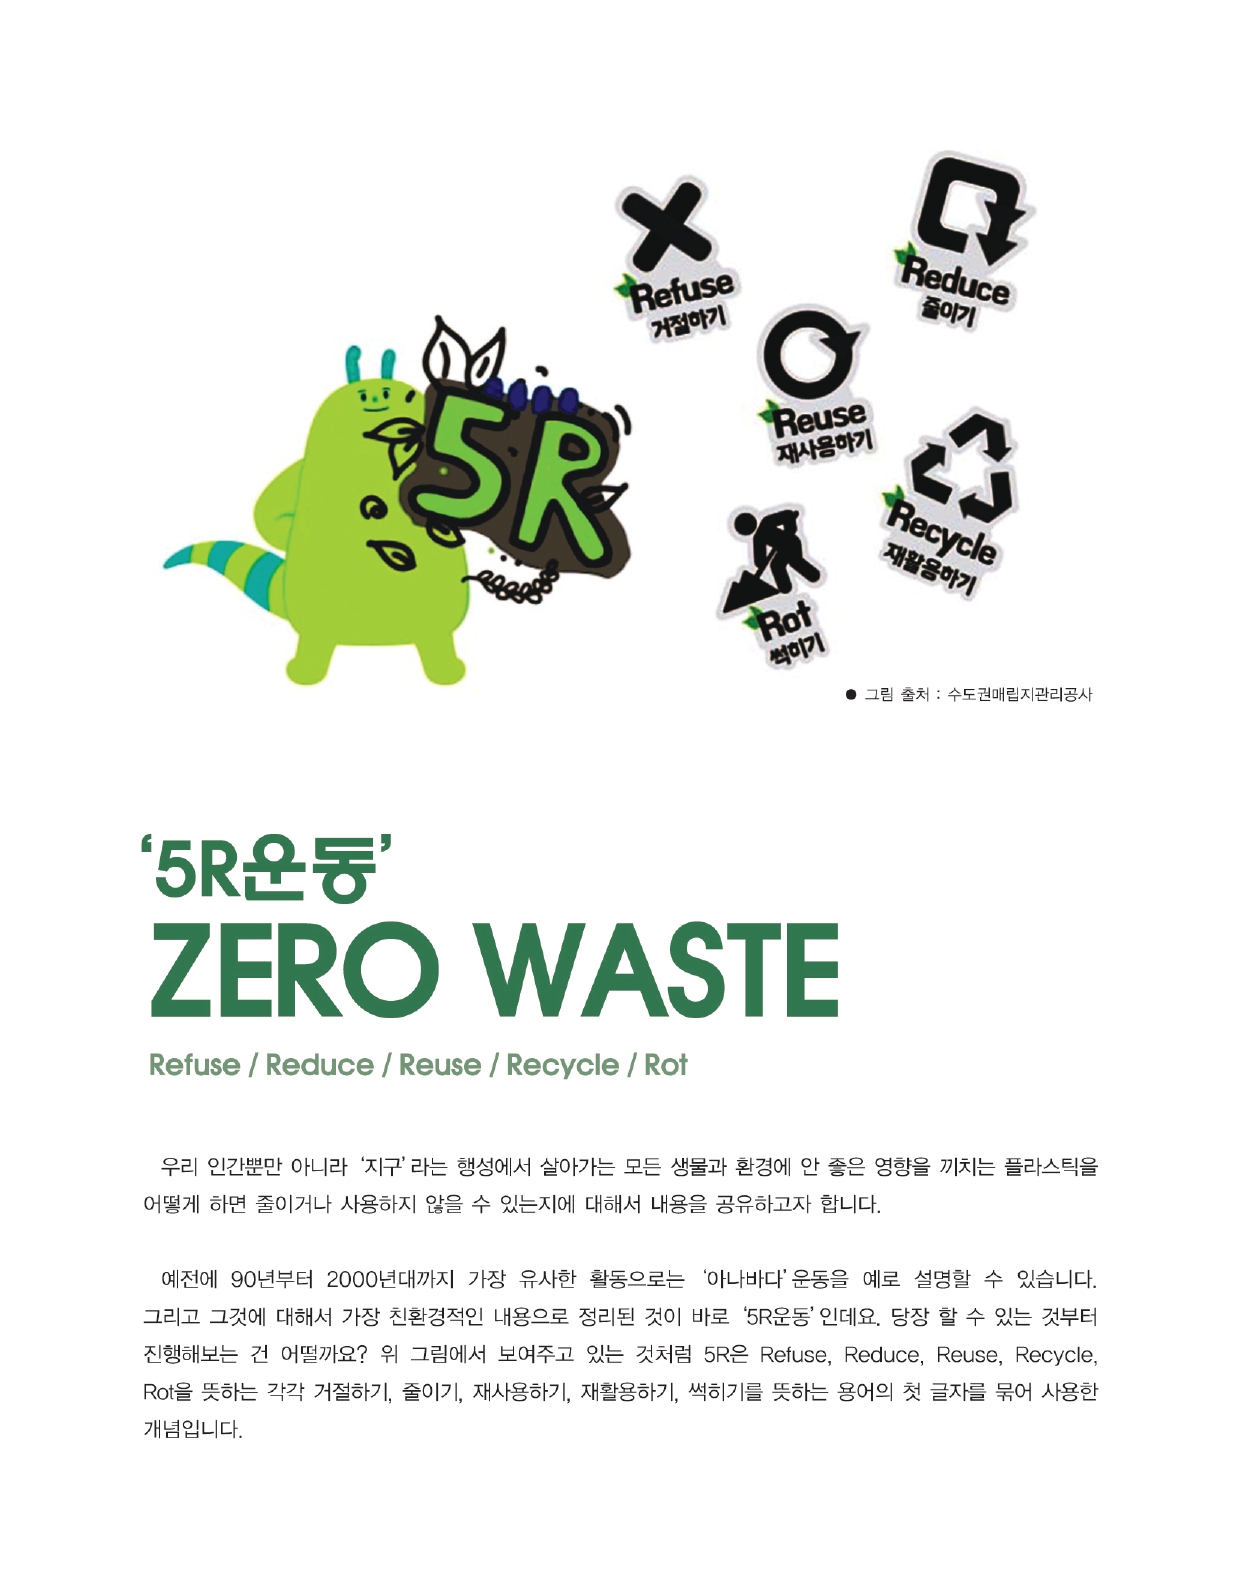 Refuse
거절하기
Reduce
줄이기
Reuse
재사용하기
5R
Recycle
재활용하기
Rot
썩히기
● 그림 출처 : 수도권매립지관리공사
‘5R운동’
ZERO WASTE
Refuse / Reduce / Reuse / Recycle / Rot
우리 인간뿐만 아니라 ‘지구’라는 행성에서 살아가는 모든 생물과 환경에 안 좋은 영향을 끼치는 플라스틱을
어떻게 하면 줄이거나 사용하지 않을 수 있는지에 대해서 내용을 공유하고자 합니다.
예전에 90년부터 2000년대까지 가장 유사한 활동으로는 ‘아나바다’운동을 예로 설명할 수 있습니다.
그리고 그것에 대해서 가장 친환경적인 내용으로 정리된 것이 바로 ‘5R운동’인데요. 당장 할 수 있는 것부터
진행해보는 건 어떨까요? 위 그림에서 보여주고 있는 것처럼 5R은 Refuse, Reduce, Reuse, Recycle,
Rot을 뜻하는 각각 거절하기, 줄이기, 재사용하기, 재활용하기, 썩히기를 뜻하는 용어의 첫 글자를 묶어 사용한
개념입니다.